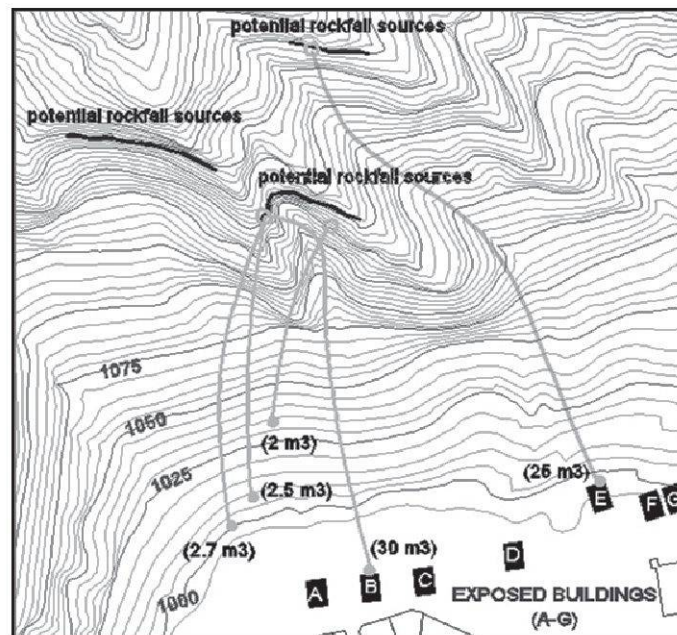 potential rockfall sources
potential rockfall sources
potential rockfall sources
1075
1050
1025
1000
(2 m3)
(2.5 m3)
(2.7 m3)
(30 m3)
(25 m3)
A
B
C
D
E
F
G
EXPOSED BUILDINGS
(A-G)